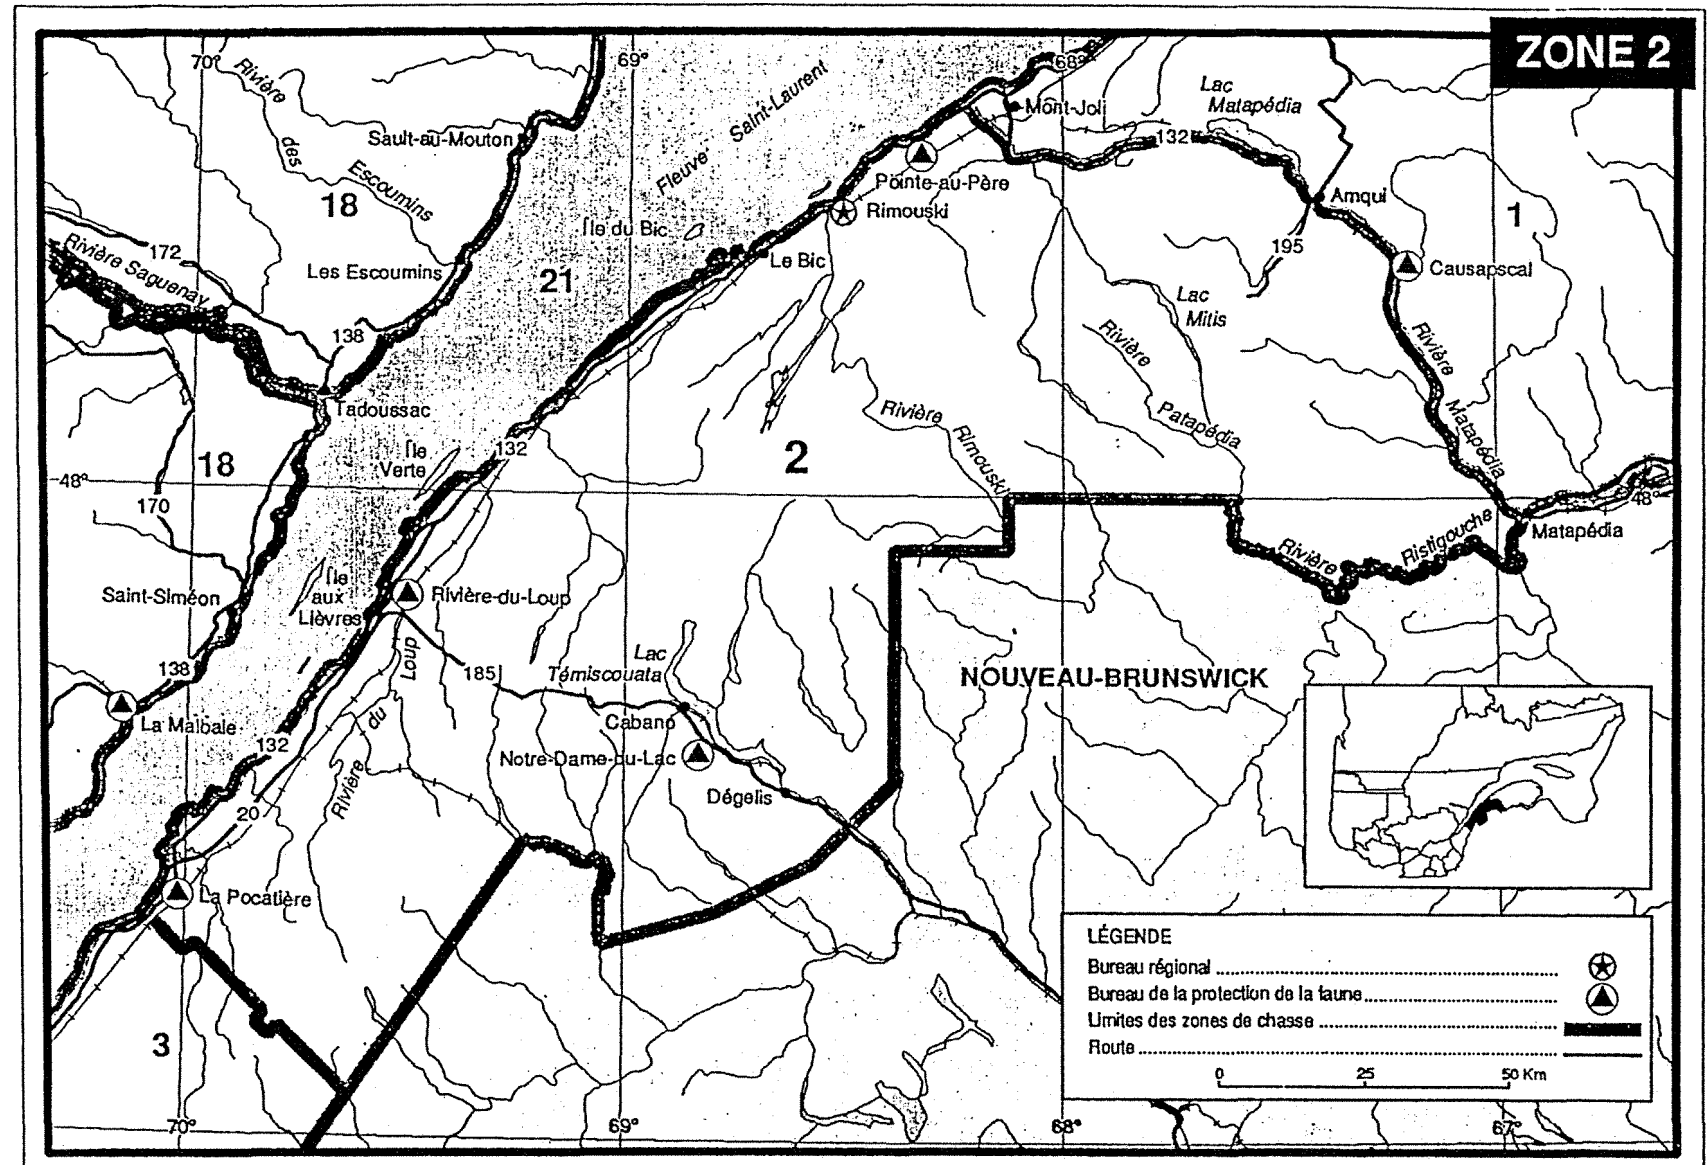 ZONE 2
70°
69°
68°
Rivière
des
Escoumins
Sault-au-Mouton
18
Fleuve Saint-Laurent
Mont-Joli
Lac
Matapédia
132
Pointe-au-Père
Rimouski
Amqui
195
1
Causapscal
Île du Bic
Le Bic
172
Rivière Saguenay
Les Escoumins
21
138
Lac
Mitis
Tadoussac
Rivière
Patapédia
Rivière
Matapédia
Rivière
Rimouski
Île
Verte
132
2
18
48°
48°
170
Matapédia
Rivière
Ristigouche
Île
aux
Lièvres
Saint-Siméon
Rivière-du-Loup
138
Rivière
du
Loup
185
Lac
Témiscouata
NOUVEAU-BRUNSWICK
La Malbaie
Cabano
132
Notre-Dame-du-Lac
Dégelis
20
La Pocatière
3
LÉGENDE
Bureau régional
Bureau de la protection de la faune
Limites des zones de chasse
Route
0 25 50 Km
70°
69°
68°
67°